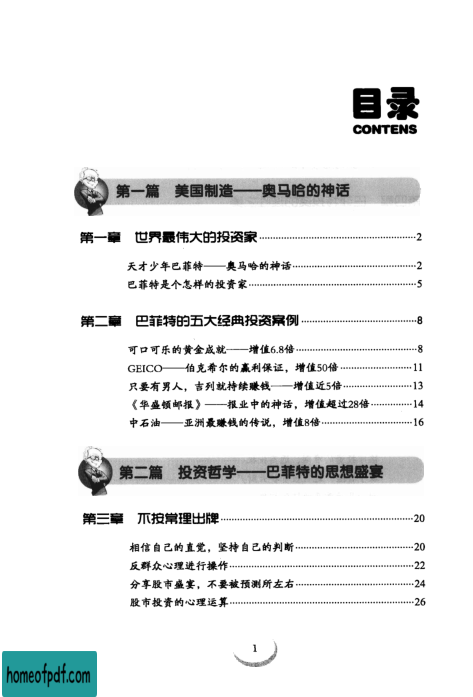 目录
CONTENS
第一篇 美国制造——奥马哈的神话
第一章 世界最伟大的投资家……2
天才少年巴菲特——奥马哈的神话……2
巴菲特是个怎样的投资家……5
第二章 巴菲特的五大经典投资案例……8
可口可乐的黄金成就——增值6.8倍……8
GEICO——伯克希尔的赢利保证，增值50倍……11
只要有男人，吉列就持续赚钱——增值近5倍……13
《华盛顿邮报》——报业中的神话，增值超过28倍……14
中石油——亚洲最赚钱的传说，增值8倍……16
第二篇 投资哲学——巴菲特的思想盛宴
第三章 不按常理出牌……20
相信自己的直觉，坚持自己的判断……20
反群众心理进行操作……22
分享股市盛宴，不要被预测所左右……24
股市投资的心理运算……26
1
homeofpdf.com